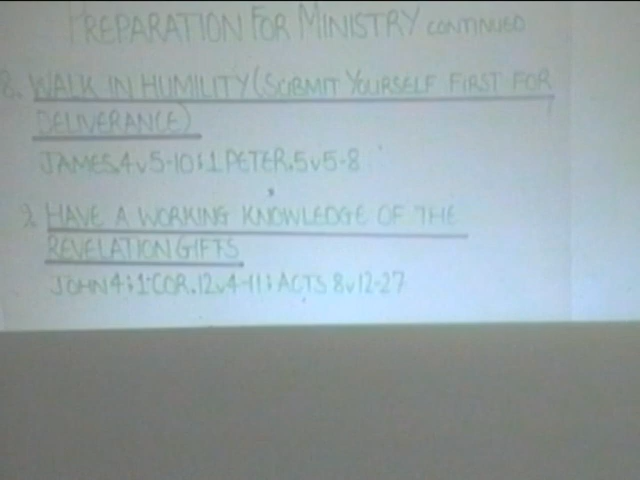 PREPARATION FOR MINISTRY CONTINUED
8. WALK IN HUMILITY (SUBMIT YOURSELF FIRST FOR
DELIVERANCE)
JAMES.4v5-10; 1.PETER.5v5-8
9. HAVE A WORKING KNOWLEDGE OF THE
REVELATION GIFTS
JOHN 4; 1.COR.12v4-11; ACTS 8v12-27